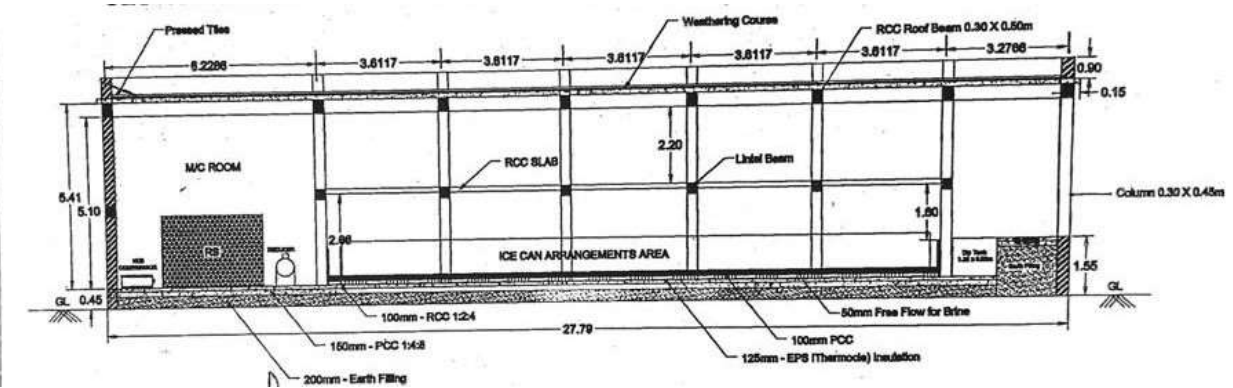 Pressed Tiles
Weathering Course
RCC Roof Beam 0.30 X 0.50m
6.2286
3.6117
3.6117
3.6117
3.6117
3.6117
3.2766
0.90
0.15
M/C ROOM
RCC SLAB
2.20
Lintel Beam
Column 0.30 X 0.45m
5.41
5.10
2.66
1.60
RS
ICE CAN ARRANGEMENTS AREA
Dip Tank
1.55
GL
0.45
GL
100mm - RCC 1:2:4
50mm Free Flow for Brine
27.79
100mm PCC
150mm - PCC 1:4:8
125mm - EPS (Thermocle) Insulation
200mm - Earth Filling